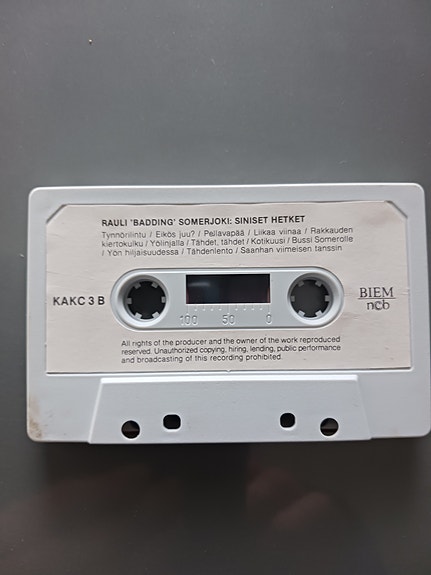 RAULI 'BADDING' SOMERJOKI: SINISET HETKET
Tynnörilintu / Eikös juu? / Pellavapää / Liikaa viinaa / Rakkauden
kiertokulku / Yölinjalla / Tähdet, tähdet / Kotikuusi / Bussi Somerolle
/ Yön hiljaisuudessa / Tähdenlento / Saanhan viimeisen tanssin
KAKC 3 B
BIEM
ncb
100 50 0
All rights of the producer and the owner of the work reproduced
reserved. Unauthorized copying, hiring, lending, public performance
and broadcasting of this recording prohibited.